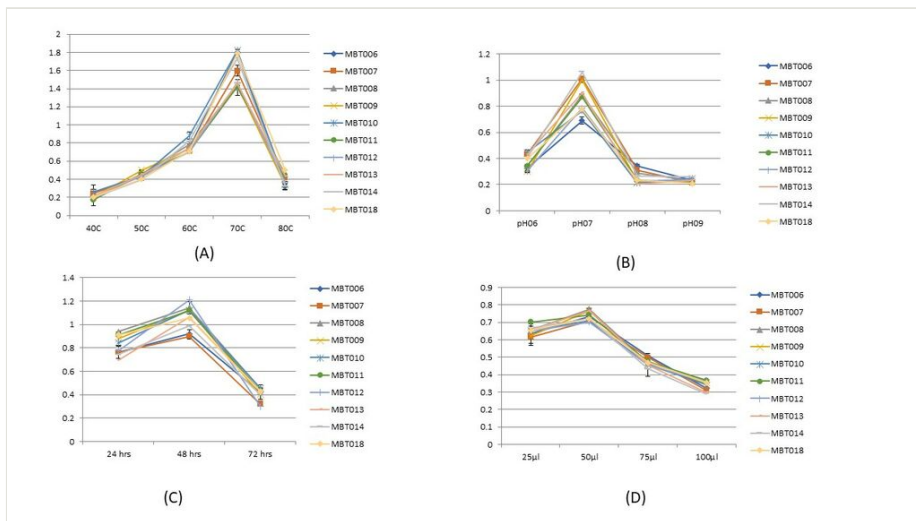 2
1.8
1.6
1.4
1.2
1
0.8
0.6
0.4
0.2
0
40C 50C 60C 70C 80C
MBT006
MBT007
MBT008
MBT009
MBT010
MBT011
MBT012
MBT013
MBT014
MBT018
(A)
1.2
1
0.8
0.6
0.4
0.2
0
pH06 pH07 pH08 pH09
MBT006
MBT007
MBT008
MBT009
MBT010
MBT011
MBT012
MBT013
MBT014
MBT018
(B)
1.4
1.2
1
0.8
0.6
0.4
0.2
0
24 hrs 48 hrs 72 hrs
MBT006
MBT007
MBT008
MBT009
MBT010
MBT011
MBT012
MBT013
MBT014
MBT018
(C)
0.9
0.8
0.7
0.6
0.5
0.4
0.3
0.2
0.1
0
25µl 50µl 75µl 100µl
MBT006
MBT007
MBT008
MBT009
MBT010
MBT011
MBT012
MBT013
MBT014
MBT018
(D)